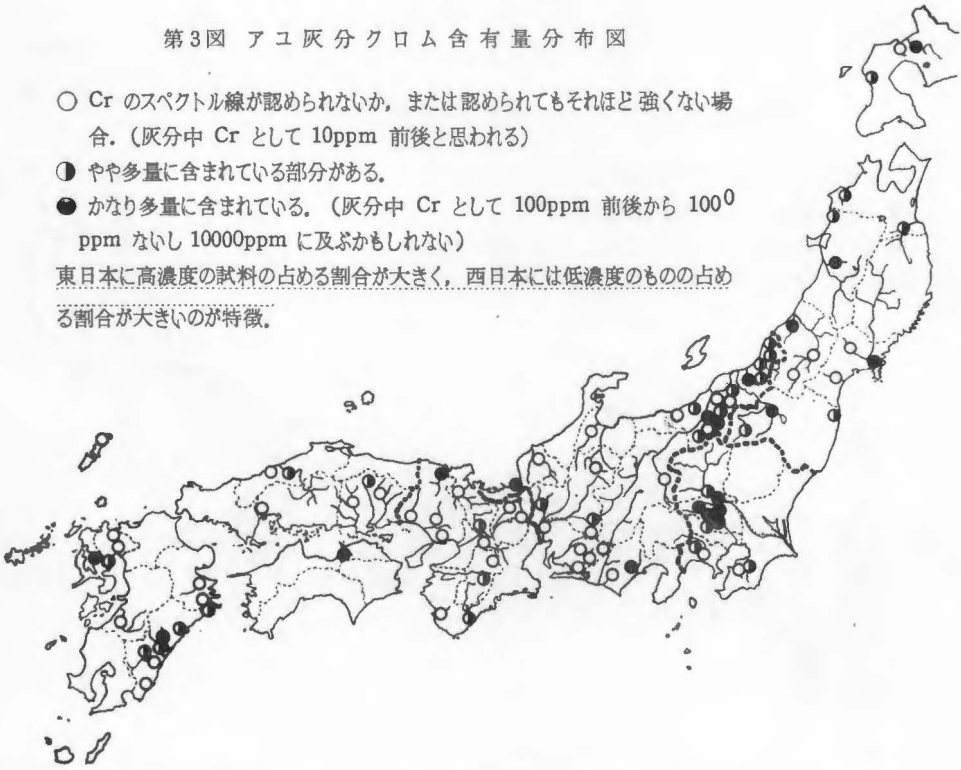 第3図 アユ灰分クロム含有量分布図
○ Cr のスペクトル線が認められないか，または認められてもそれほど強くない場
合．（灰分中 Cr として 10ppm 前後と思われる）
◑ やや多量に含まれている部分がある．
● かなり多量に含まれている．（灰分中 Cr として 100ppm 前後から 1000
ppm ないし 10000ppm に及ぶかもしれない）
東日本に高濃度の試料の占める割合が大きく，西日本には低濃度のものの占め
る割合が大きいのが特徴．